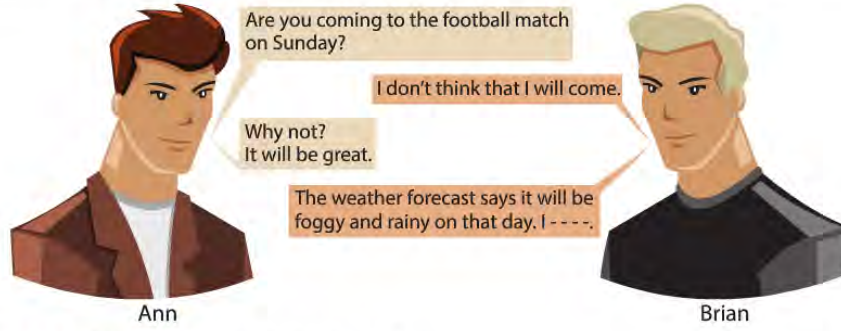 Are you coming to the football match
on Sunday?
I don't think that I will come.
Why not?
It will be great.
The weather forecast says it will be
foggy and rainy on that day. I - - - -.
Ann
Brian